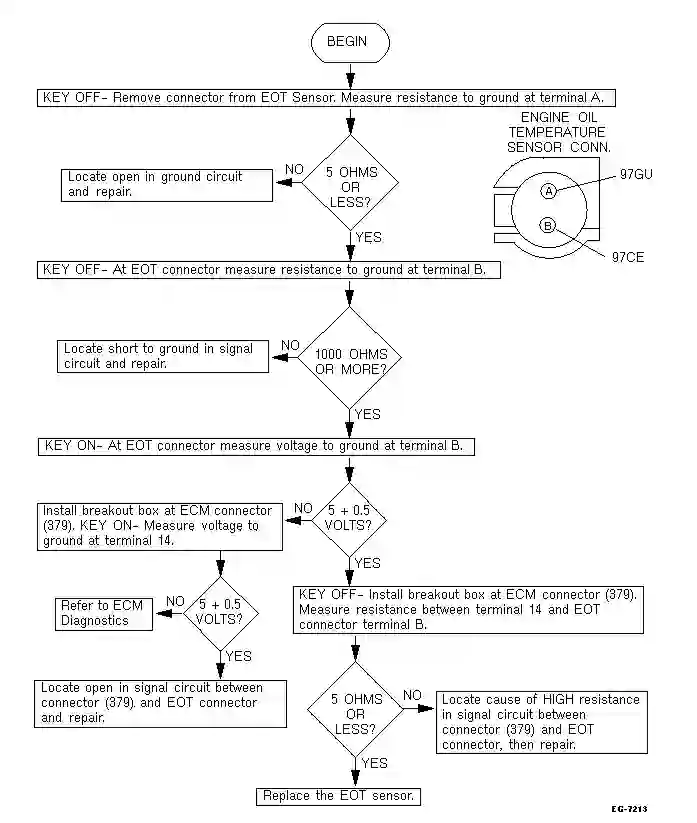 BEGIN
KEY OFF- Remove connector from EOT Sensor. Measure resistance to ground at terminal A.
ENGINE OIL
TEMPERATURE
SENSOR CONN.
A
97GU
B
97CE
5 OHMS
OR
LESS?
NO
Locate open in ground circuit
and repair.
YES
KEY OFF- At EOT connector measure resistance to ground at terminal B.
1000 OHMS
OR MORE?
NO
Locate short to ground in signal
circuit and repair.
YES
KEY ON- At EOT connector measure voltage to ground at terminal B.
5 + 0.5
VOLTS?
NO
Install breakout box at ECM connector
(379). KEY ON- Measure voltage to
ground at terminal 14.
YES
5 + 0.5
VOLTS?
NO
Refer to ECM
Diagnostics
YES
Locate open in signal circuit between
connector (379). and EOT connector
and repair.
KEY OFF- Install breakout box at ECM connector (379).
Measure resistance between terminal 14 and EOT
connector terminal B.
5 OHMS
OR
LESS?
NO
Locate cause of HIGH resistance
in signal circuit between
connector (379) and EOT
connector, then repair.
YES
Replace the EOT sensor.
EG-7213